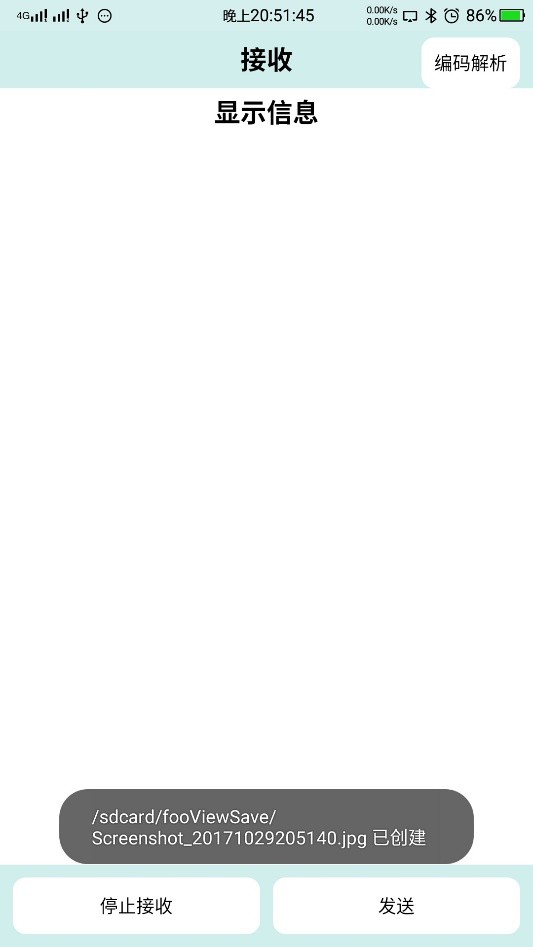 4G 晚上20:51:45 0.00K/s 0.00K/s 86%
接收
编码解析
显示信息
/sdcard/fooViewSave/
Screenshot_20171029205140.jpg 已创建
停止接收 发送